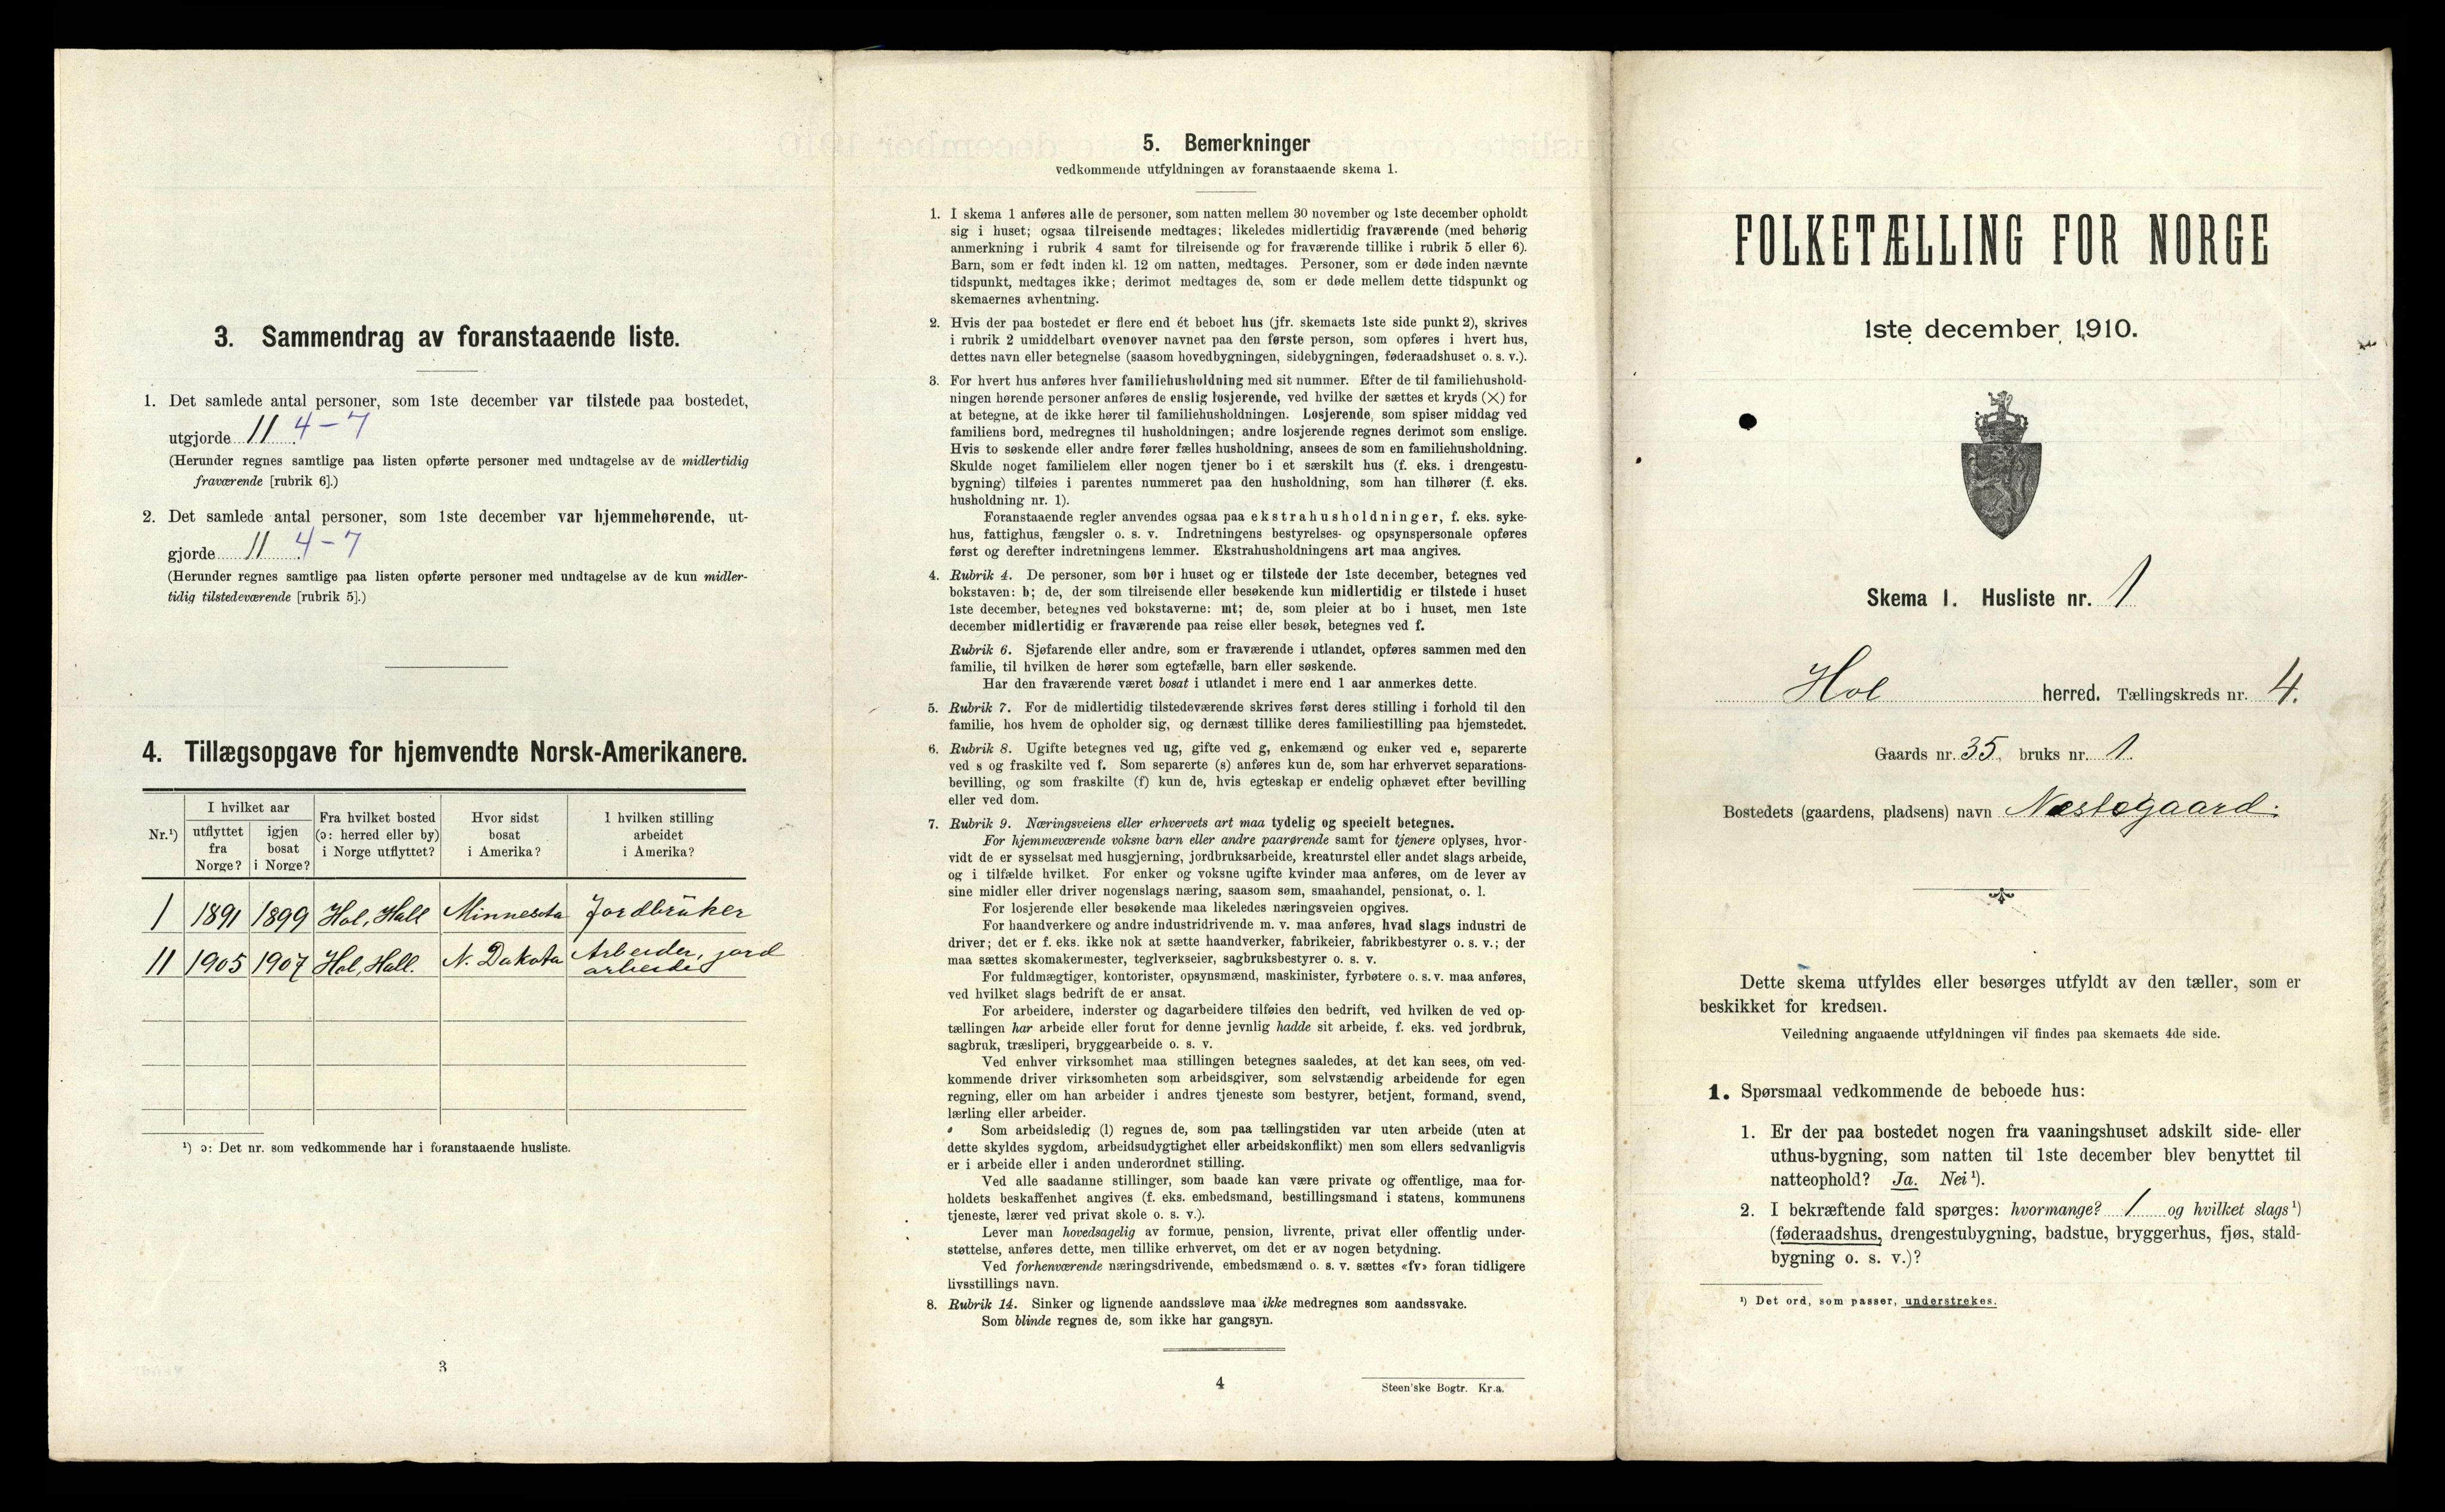 3. Sammendrag av foranstaaende liste.
1. Det samlede antal personer, som 1ste december var tilstede paa bostedet,
utgjorde 11 4-7
(Herunder regnes samtlige paa listen opførte personer med undtagelse av de midlertidig
fraværende [rubrik 6].)
2. Det samlede antal personer, som 1ste december var hjemmehørende, ut-
gjorde 11 4-7
(Herunder regnes samtlige paa listen opførte personer med undtagelse av de kun midler-
tidig tilstedeværende [rubrik 5].)
4. Tillægsopgave for hjemvendte Norsk-Amerikanere.
Nr.¹) I hvilket aar utflyttet fra Norge? igjen bosat i Norge? Fra hvilket bosted (ɔ: herred eller by) i Norge utflyttet? Hvor sidst bosat i Amerika? I hvilken stilling arbeidet i Amerika?
1 1891 1899 Hol, Hall Minnesota Jordbruker
11 1905 1907 Hol, Hall. N. Dakota Arbeider, jord
arbeide
¹) ɔ: Det nr. som vedkommende har i foranstaaende husliste.
3
5. Bemerkninger
vedkommende utfyldningen av foranstaaende skema 1.
1. I skema 1 anføres alle de personer, som natten mellem 30 november og 1ste december opholdt
sig i huset; ogsaa tilreisende medtages; likeledes midlertidig fraværende (med behørig
anmerkning i rubrik 4 samt for tilreisende og for fraværende tillike i rubrik 5 eller 6).
Barn, som er født inden kl. 12 om natten, medtages. Personer, som er døde inden nævnte
tidspunkt, medtages ikke; derimot medtages de, som er døde mellem dette tidspunkt og
skemaernes avhentning.
2. Hvis der paa bostedet er flere end ét beboet hus (jfr. skemaets 1ste side punkt 2), skrives
i rubrik 2 umiddelbart ovenover navnet paa den første person, som opføres i hvert hus,
dettes navn eller betegnelse (saasom hovedbygningen, sidebygningen, føderaadshuset o. s. v.).
3. For hvert hus anføres hver familiehusholdning med sit nummer. Efter de til familiehushold-
ningen hørende personer anføres de enslig losjerende, ved hvilke der sættes et kryds (×) for
at betegne, at de ikke hører til familiehusholdningen. Losjerende, som spiser middag ved
familiens bord, medregnes til husholdningen; andre losjerende regnes derimot som enslige.
Hvis to søskende eller andre fører fælles husholdning, ansees de som en familiehusholdning.
Skulde noget familielem eller nogen tjener bo i et særskilt hus (f. eks. i drengestu-
bygning) tilføies i parentes nummeret paa den husholdning, som han tilhører (f. eks.
husholdning nr. 1).
Foranstaaende regler anvendes ogsaa paa ekstrahusholdninger, f. eks. syke-
hus, fattighus, fængsler o. s. v. Indretningens bestyrelses- og opsynspersonale opføres
først og derefter indretningens lemmer. Ekstrahusholdningens art maa angives.
4. Rubrik 4. De personer, som bor i huset og er tilstede der 1ste december, betegnes ved
bokstaven: b; de, der som tilreisende eller besøkende kun midlertidig er tilstede i huset
1ste december, betegnes ved bokstaverne: mt; de, som pleier at bo i huset, men 1ste
december midlertidig er fraværende paa reise eller besøk, betegnes ved f.
Rubrik 6. Sjøfarende eller andre, som er fraværende i utlandet, opføres sammen med den
familie, til hvilken de hører som egtefælle, barn eller søskende.
Har den fraværende været bosat i utlandet i mere end 1 aar anmerkes dette.
5. Rubrik 7. For de midlertidig tilstedeværende skrives først deres stilling i forhold til den
familie, hos hvem de opholder sig, og dernæst tillike deres familiestilling paa hjemstedet.
6. Rubrik 8. Ugifte betegnes ved ug, gifte ved g, enkemænd og enker ved e, separerte
ved s og fraskilte ved f. Som separerte (s) anføres kun de, som har erhvervet separations-
bevilling, og som fraskilte (f) kun de, hvis egteskap er endelig ophævet efter bevilling
eller ved dom.
7. Rubrik 9. Næringsveiens eller erhvervets art maa tydelig og specielt betegnes.
For hjemmeværende voksne barn eller andre paarørende samt for tjenere oplyses, hvor-
vidt de er sysselsat med husgjerning, jordbruksarbeide, kreaturstel eller andet slags arbeide,
og i tilfælde hvilket. For enker og voksne ugifte kvinder maa anføres, om de lever av
sine midler eller driver nogenslags næring, saasom søm, smaahandel, pensionat, o. l.
For losjerende eller besøkende maa likeledes næringsveien opgives.
For haandverkere og andre industridrivende m. v. maa anføres, hvad slags industri de
driver; det er f. eks. ikke nok at sætte haandverker, fabrikeier, fabrikbestyrer o. s. v.; der
maa sættes skomakermester, teglverkseier, sagbruksbestyrer o. s. v.
For fuldmægtiger, kontorister, opsynsmænd, maskinister, fyrbøtere o. s. v. maa anføres,
ved hvilket slags bedrift de er ansat.
For arbeidere, inderster og dagarbeidere tilføies den bedrift, ved hvilken de ved op-
tællingen har arbeide eller forut for denne jevnlig hadde sit arbeide, f. eks. ved jordbruk,
sagbruk, træsliperi, bryggearbeide o. s. v.
Ved enhver virksomhet maa stillingen betegnes saaledes, at det kan sees, om ved-
kommende driver virksomheten som arbeidsgiver, som selvstændig arbeidende for egen
regning, eller om han arbeider i andres tjeneste som bestyrer, betjent, formand, svend,
lærling eller arbeider.
Som arbeidsledig (l) regnes de, som paa tællingstiden var uten arbeide (uten at
dette skyldes sygdom, arbeidsudygtighet eller arbeidskonflikt) men som ellers sedvanligvis
er i arbeide eller i anden underordnet stilling.
Ved alle saadanne stillinger, som baade kan være private og offentlige, maa for-
holdets beskaffenhet angives (f. eks. embedsmand, bestillingsmand i statens, kommunens
tjeneste, lærer ved privat skole o. s. v.).
Lever man hovedsagelig av formue, pension, livrente, privat eller offentlig under-
støttelse, anføres dette, men tillike erhvervet, om det er av nogen betydning.
Ved forhenværende næringsdrivende, embedsmænd o. s. v. sættes «fv» foran tidligere
livsstillings navn.
8. Rubrik 14. Sinker og lignende aandssløve maa ikke medregnes som aandssvake.
Som blinde regnes de, som ikke har gangsyn.
4
Steen'ske Bogtr. Kr.a.
FOLKETÆLLING FOR NORGE
1ste december 1910.
Skema 1. Husliste nr. 1
Hol herred. Tællingskreds nr. 4.
Gaards nr. 35, bruks nr. 1.
Bostedets (gaardens, pladsens) navn Næstegaard.
Dette skema utfyldes eller besørges utfyldt av den tæller, som er
beskikket for kredsen.
Veiledning angaaende utfyldningen vil findes paa skemaets 4de side.
1. Spørsmaal vedkommende de beboede hus:
1. Er der paa bostedet nogen fra vaaningshuset adskilt side- eller
uthus-bygning, som natten til 1ste december blev benyttet til
natteophold? Ja. Nei¹).
2. I bekræftende fald spørges: hvormange? 1 og hvilket slags¹)
(føderaadshus, drengestubygning, badstue, bryggerhus, fjøs, stald-
bygning o. s. v.)?
¹) Det ord, som passer, understrekes.